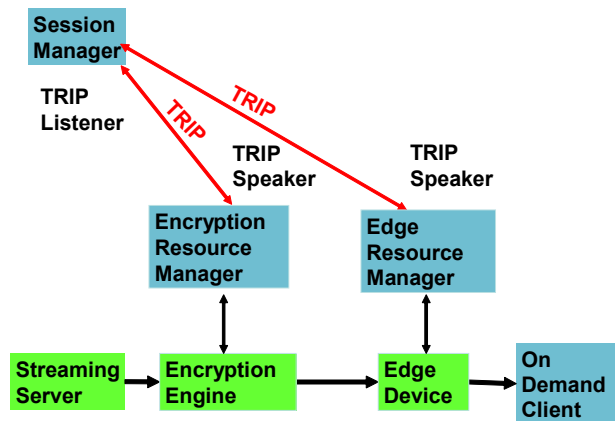 Session
Manager
TRIP
Listener
TRIP
TRIP
TRIP
Speaker
TRIP
Speaker
Encryption
Resource
Manager
Edge
Resource
Manager
Streaming
Server
Encryption
Engine
Edge
Device
On
Demand
Client